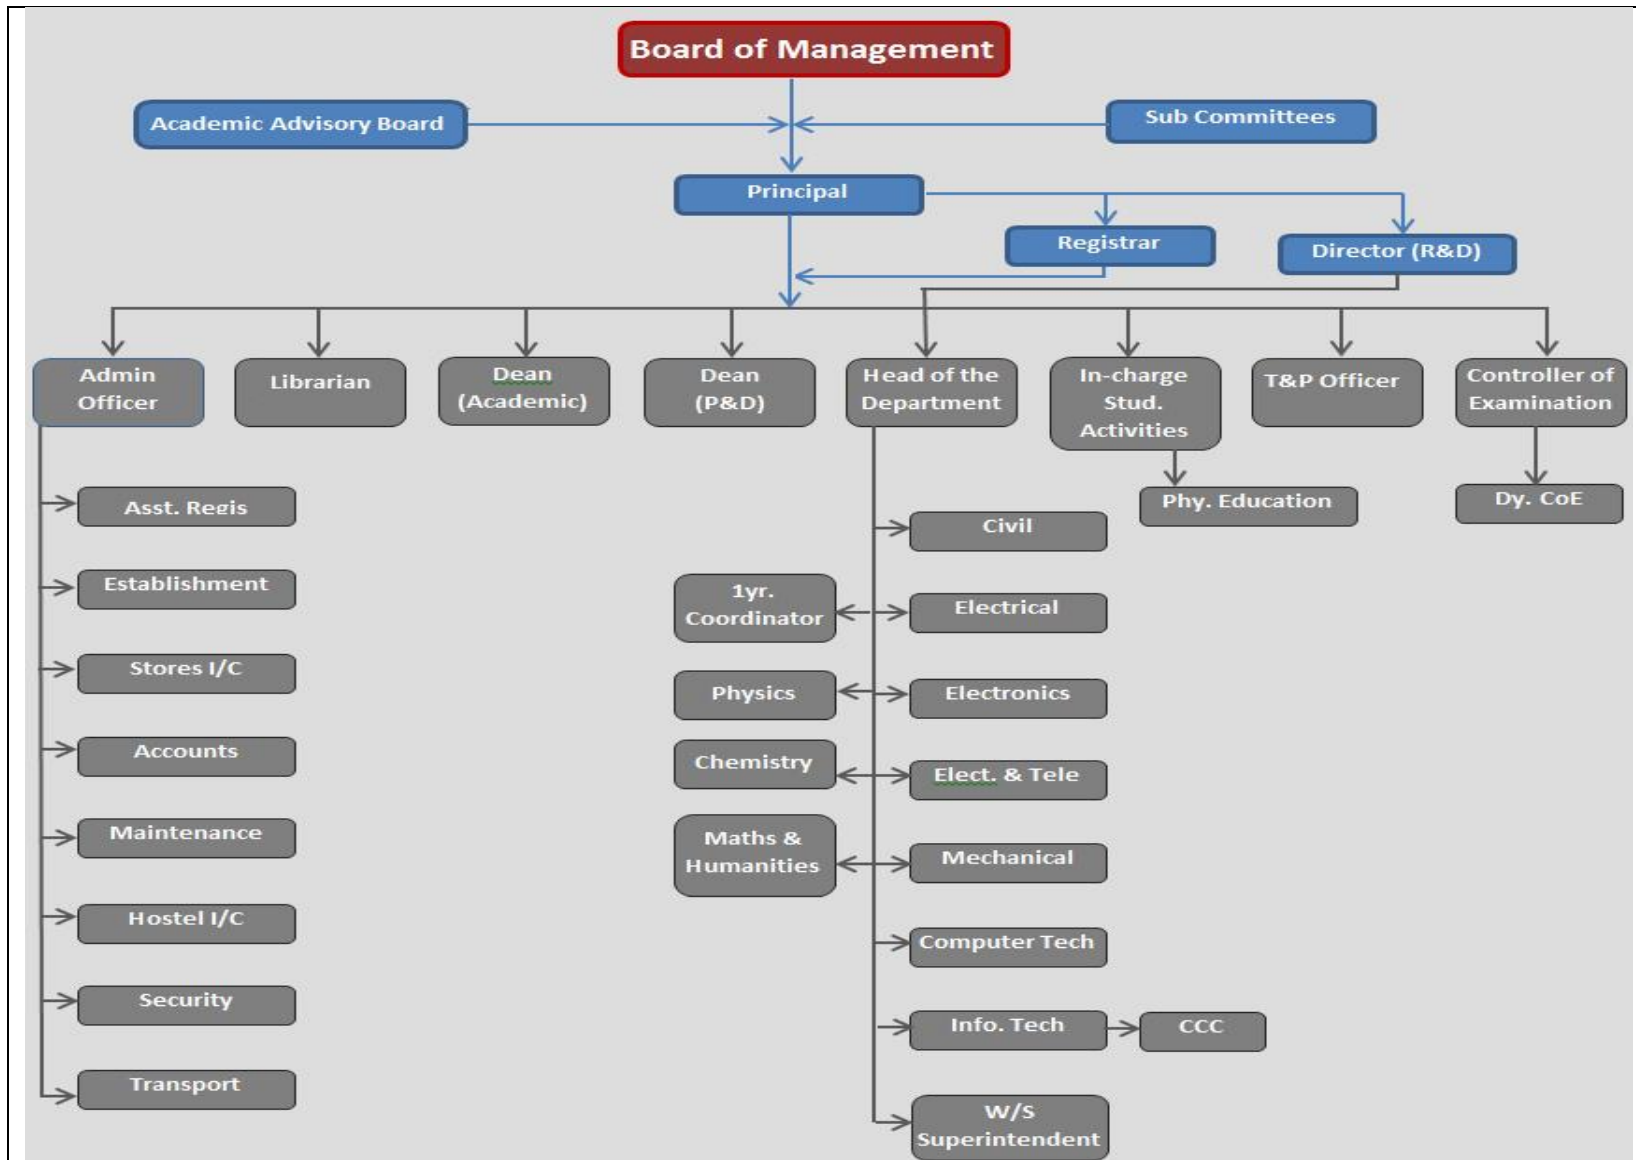 Board of Management
Academic Advisory Board
Sub Committees
Principal
Registrar
Director (R&D)
Admin
Officer
Librarian
Dean
(Academic)
Dean
(P&D)
Head of the
Department
In-charge
Stud.
Activities
T&P Officer
Controller of
Examination
Asst. Regis
Phy. Education
Dy. CoE
Civil
Establishment
1yr.
Coordinator
Electrical
Stores I/C
Physics
Electronics
Accounts
Chemistry
Elect. & Tele
Maintenance
Maths &
Humanities
Mechanical
Hostel I/C
Computer Tech
Security
Info. Tech
CCC
Transport
W/S
Superintendent